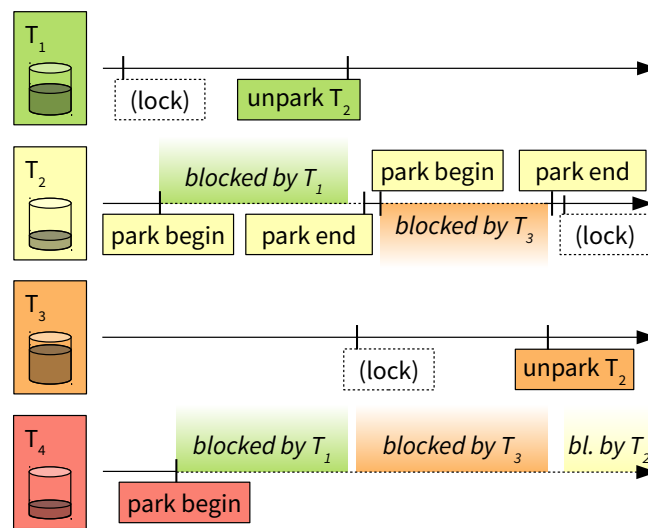 T1
(lock)
unpark T2
T2
blocked by T1
park begin
park end
park begin
park end
blocked by T3
(lock)
T3
(lock)
unpark T2
T4
blocked by T1
blocked by T3
bl. by T2
park begin